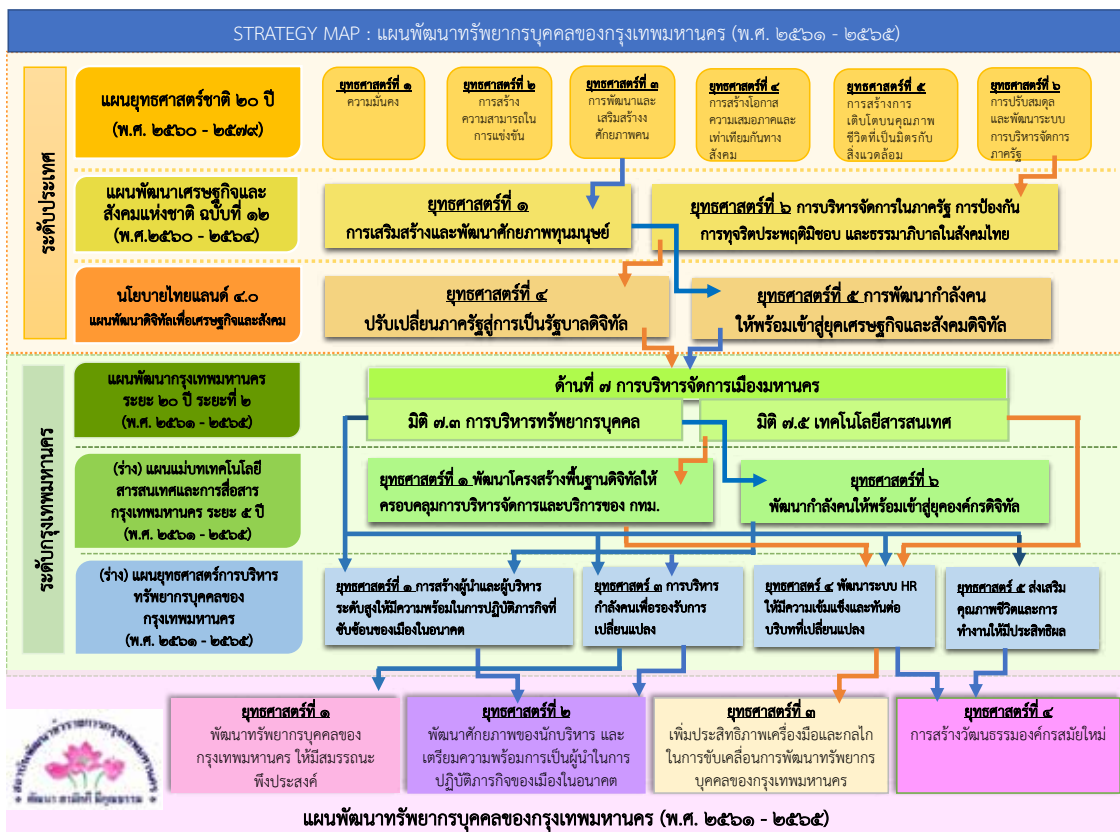 STRATEGY MAP : แผนพัฒนาทรัพยากรบุคคลของกรุงเทพมหานคร (พ.ศ. ๒๕๖๑ - ๒๕๖๕)
ระดับประเทศ
แผนยุทธศาสตร์ชาติ ๒๐ ปี
(พ.ศ. ๒๕๖๐ - ๒๕๗๙)
ยุทธศาสตร์ที่ ๑
ความมั่นคง
ยุทธศาสตร์ที่ ๒
การสร้าง
ความสามารถใน
การแข่งขัน
ยุทธศาสตร์ที่ ๓
การพัฒนาและ
เสริมสร้างง
ศักยภาพคน
ยุทธศาสตร์ที่ ๔
การสร้างโอกาส
ความเสมอภาคและ
เท่าเทียมกันทาง
สังคม
ยุทธศาสตร์ที่ ๕
การสร้างการ
เติบโตบนคุณภาพ
ชีวิตที่เป็นมิตรกับ
สิ่งแวดล้อม
ยุทธศาสตร์ที่ ๖
การปรับสมดุล
และพัฒนาระบบ
การบริหารจัดการ
ภาครัฐ
แผนพัฒนาเศรษฐกิจและ
สังคมแห่งชาติ ฉบับที่ ๑๒
(พ.ศ.๒๕๖๐ - ๒๕๖๔)
ยุทธศาสตร์ที่ ๑
การเสริมสร้างและพัฒนาศักยภาพทุนมนุษย์
ยุทธศาสตร์ที่ ๖ การบริหารจัดการในภาครัฐ การป้องกัน
การทุจริตประพฤติมิชอบ และธรรมาภิบาลในสังคมไทย
นโยบายไทยแลนด์ ๔.๐
แผนพัฒนาดิจิทัลเพื่อเศรษฐกิจและสังคม
ยุทธศาสตร์ที่ ๔
ปรับเปลี่ยนภาครัฐสู่การเป็นรัฐบาลดิจิทัล
ยุทธศาสตร์ที่ ๕ การพัฒนากำลังคน
ให้พร้อมเข้าสู่ยุคเศรษฐกิจและสังคมดิจิทัล
ระดับกรุงเทพมหานคร
แผนพัฒนากรุงเทพมหานคร
ระยะ ๒๐ ปี ระยะที่ ๒
(พ.ศ. ๒๕๖๑ - ๒๕๖๕)
ด้านที่ ๗ การบริหารจัดการเมืองมหานคร
มิติ ๗.๓ การบริหารทรัพยากรบุคคล
มิติ ๗.๕ เทคโนโลยีสารสนเทศ
(ร่าง) แผนแม่บทเทคโนโลยี
สารสนเทศและการสื่อสาร
กรุงเทพมหานคร ระยะ ๕ ปี
(พ.ศ. ๒๕๖๑ - ๒๕๖๕)
ยุทธศาสตร์ที่ ๑ พัฒนาโครงสร้างพื้นฐานดิจิทัลให้
ครอบคลุมการบริหารจัดการและบริการของ กทม.
ยุทธศาสตร์ที่ ๖
พัฒนากำลังคนให้พร้อมเข้าสู่ยุคองค์กรดิจิทัล
(ร่าง) แผนยุทธศาสตร์การบริหาร
ทรัพยากรบุคคลของ
กรุงเทพมหานคร
(พ.ศ. ๒๕๖๑ - ๒๕๖๕)
ยุทธศาสตร์ที่ ๑ การสร้างผู้นำและผู้บริหาร
ระดับสูงให้มีความพร้อมในการปฏิบัติภารกิจที่
ซับซ้อนของเมืองในอนาคต
ยุทธศาสตร์ ๓ การบริหาร
กำลังคนเพื่อรองรับการ
เปลี่ยนแปลง
ยุทธศาสตร์ ๔ พัฒนาระบบ HR
ให้มีความเข้มแข็งและทันต่อ
บริบทที่เปลี่ยนแปลง
ยุทธศาสตร์ ๕ ส่งเสริม
คุณภาพชีวิตและการ
ทำงานให้มีประสิทธิผล
ยุทธศาสตร์ที่ ๑
พัฒนาทรัพยากรบุคคลของ
กรุงเทพมหานคร ให้มีสมรรถนะ
พึงประสงค์
ยุทธศาสตร์ที่ ๒
พัฒนาศักยภาพของนักบริหาร และ
เตรียมความพร้อมการเป็นผู้นำในการ
ปฏิบัติภารกิจของเมืองในอนาคต
ยุทธศาสตร์ที่ ๓
เพิ่มประสิทธิภาพเครื่องมือและกลไก
ในการขับเคลื่อนการพัฒนาทรัพยากร
บุคคลของกรุงเทพมหานคร
ยุทธศาสตร์ที่ ๔
การสร้างวัฒนธรรมองค์กรสมัยใหม่
สถาบันพัฒนาข้าราชการกรุงเทพมหานคร
พัฒนา สามัคคี มีคุณธรรม
แผนพัฒนาทรัพยากรบุคคลของกรุงเทพมหานคร (พ.ศ. ๒๕๖๑ - ๒๕๖๕)